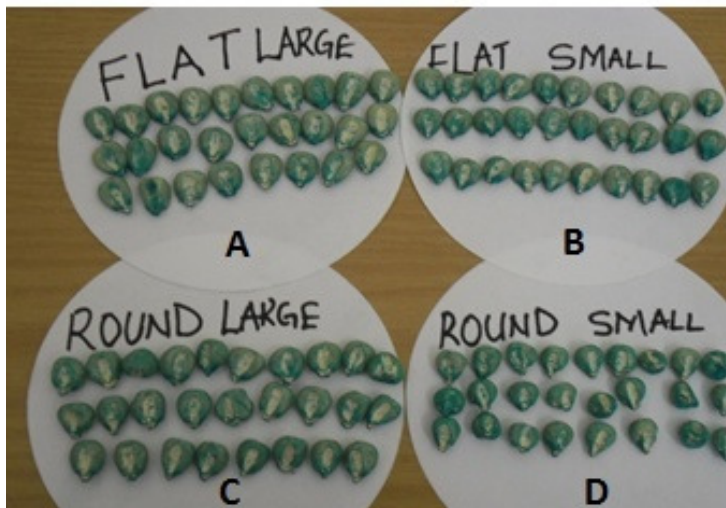 FLAT LARGE
A
FLAT SMALL
B
ROUND LARGE
C
ROUND SMALL
D